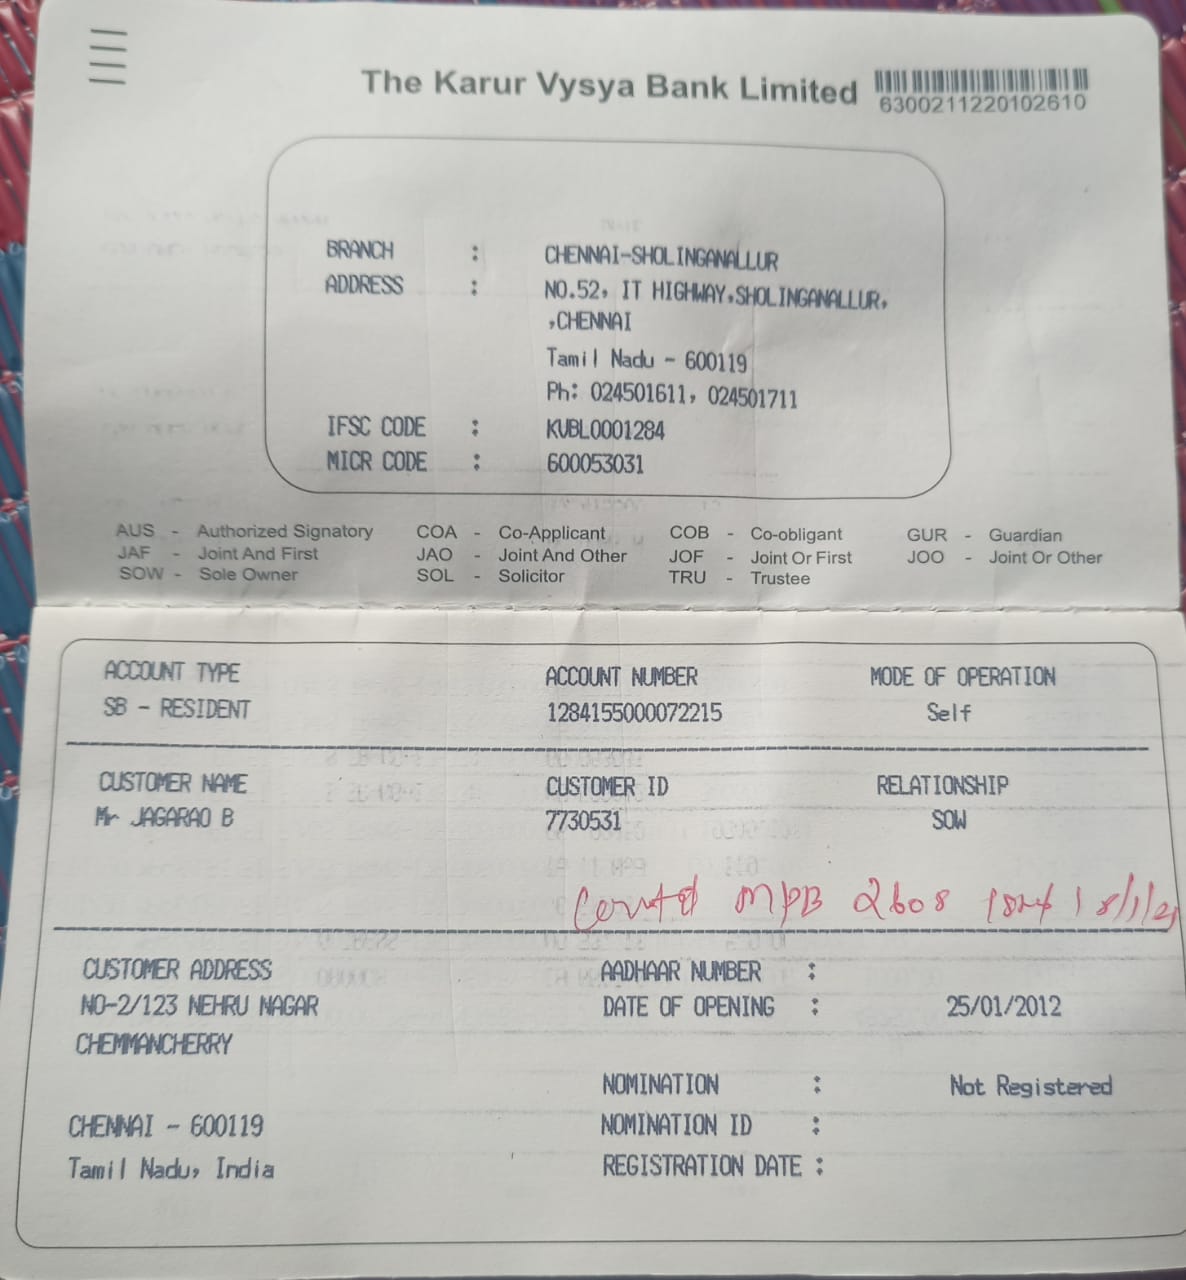 The Karur Vysya Bank Limited
6300211220102610
BRANCH : CHENNAI-SHOLINGANALLUR
ADDRESS : NO.52, IT HIGHWAY,SHOLINGANALLUR,
,CHENNAI
Tamil Nadu - 600119
Ph: 024501611, 024501711
IFSC CODE : KVBL0001284
MICR CODE : 600053031
AUS - Authorized Signatory COA - Co-Applicant COB - Co-obligant GUR - Guardian
JAF - Joint And First JAO - Joint And Other JOF - Joint Or First JOO - Joint Or Other
SOW - Sole Owner SOL - Solicitor TRU - Trustee
ACCOUNT TYPE ACCOUNT NUMBER MODE OF OPERATION
SB - RESIDENT 1284155000072215 Self
CUSTOMER NAME CUSTOMER ID RELATIONSHIP
Mr JAGARAO B 7730531 SOW
MPB 2608
CUSTOMER ADDRESS AADHAAR NUMBER :
NO-2/123 NEHRU NAGAR DATE OF OPENING : 25/01/2012
CHEMMANCHERRY
NOMINATION : Not Registered
CHENNAI - 600119 NOMINATION ID :
Tamil Nadu, India REGISTRATION DATE :